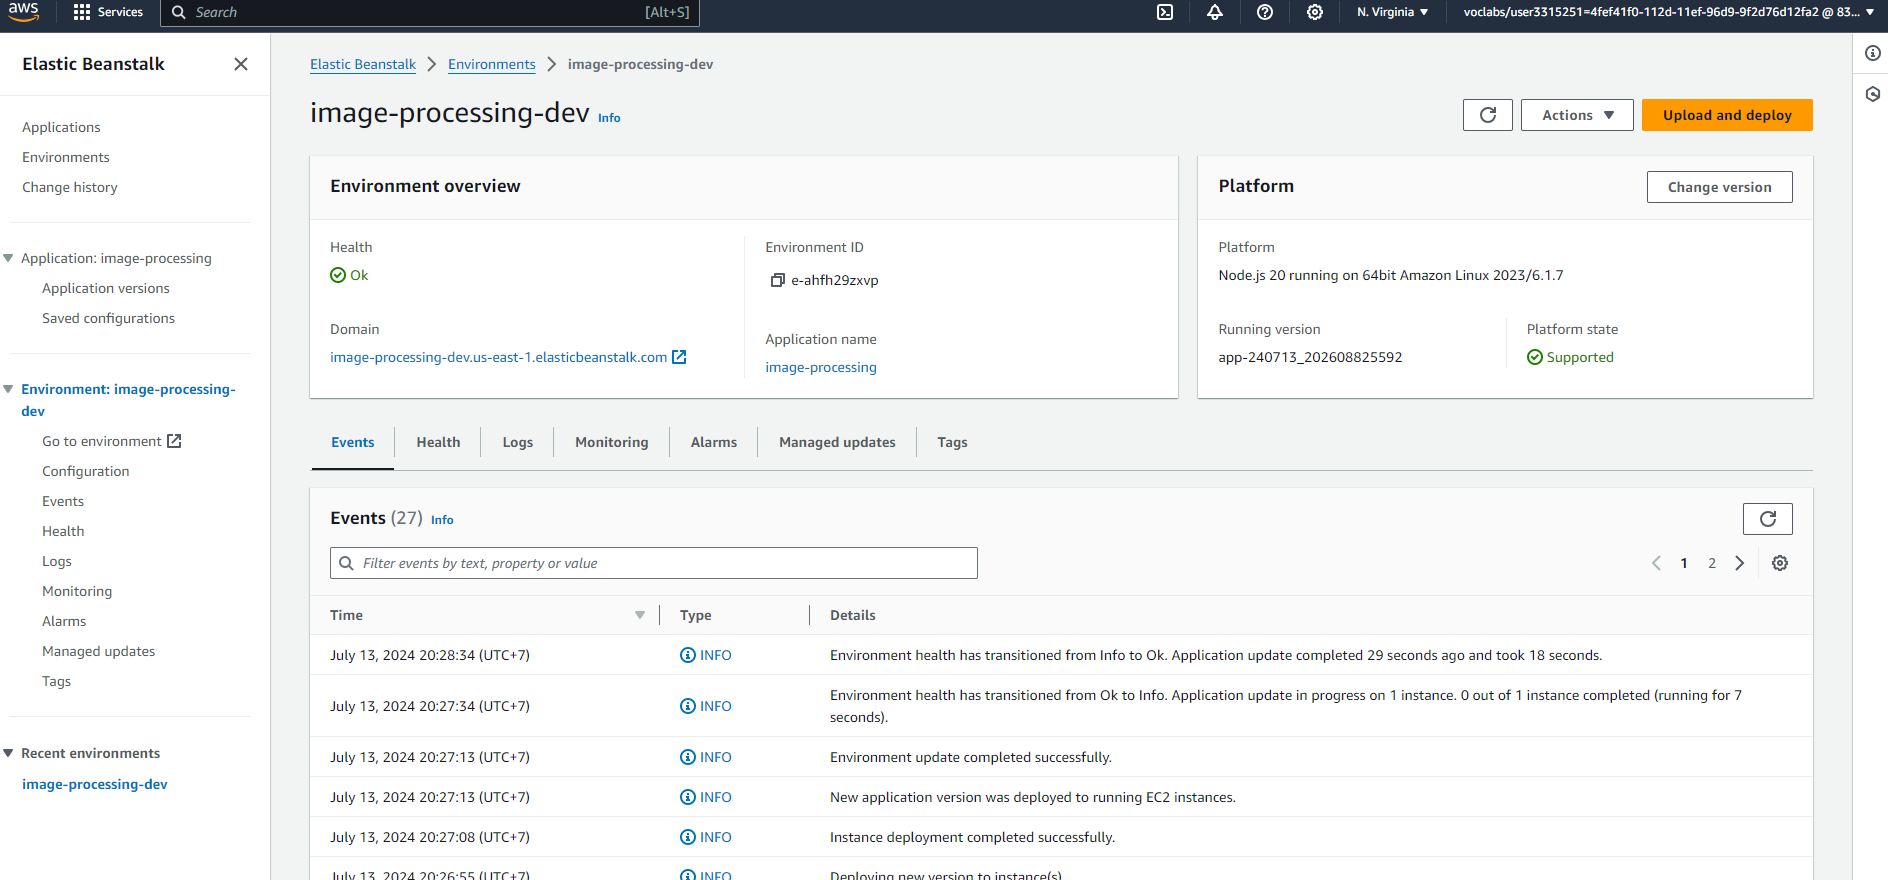 aws
Services
Search
[Alt+S]
N. Virginia
voclabs/user3315251=4fef41f0-112d-11ef-96d9-9f2d76d12fa2 @ 83...
Elastic Beanstalk
Applications
Environments
Change history
Application: image-processing
Application versions
Saved configurations
Environment: image-processing-
dev
Go to environment
Configuration
Events
Health
Logs
Monitoring
Alarms
Managed updates
Tags
Recent environments
image-processing-dev
Elastic Beanstalk > Environments > image-processing-dev
image-processing-dev Info
Actions
Upload and deploy
Environment overview
Health
Ok
Domain
image-processing-dev.us-east-1.elasticbeanstalk.com
Environment ID
e-ahfh29zxvp
Application name
image-processing
Platform
Change version
Platform
Node.js 20 running on 64bit Amazon Linux 2023/6.1.7
Running version
app-240713_202608825592
Platform state
Supported
Events
Health
Logs
Monitoring
Alarms
Managed updates
Tags
Events (27) Info
Filter events by text, property or value
1 2
Time Type Details
July 13, 2024 20:28:34 (UTC+7) INFO Environment health has transitioned from Info to Ok. Application update completed 29 seconds ago and took 18 seconds.
July 13, 2024 20:27:34 (UTC+7) INFO Environment health has transitioned from Ok to Info. Application update in progress on 1 instance. 0 out of 1 instance completed (running for 7
seconds).
July 13, 2024 20:27:13 (UTC+7) INFO Environment update completed successfully.
July 13, 2024 20:27:13 (UTC+7) INFO New application version was deployed to running EC2 instances.
July 13, 2024 20:27:08 (UTC+7) INFO Instance deployment completed successfully.
July 13, 2024 20:26:55 (UTC+7) INFO Deploying new version to instance(s).